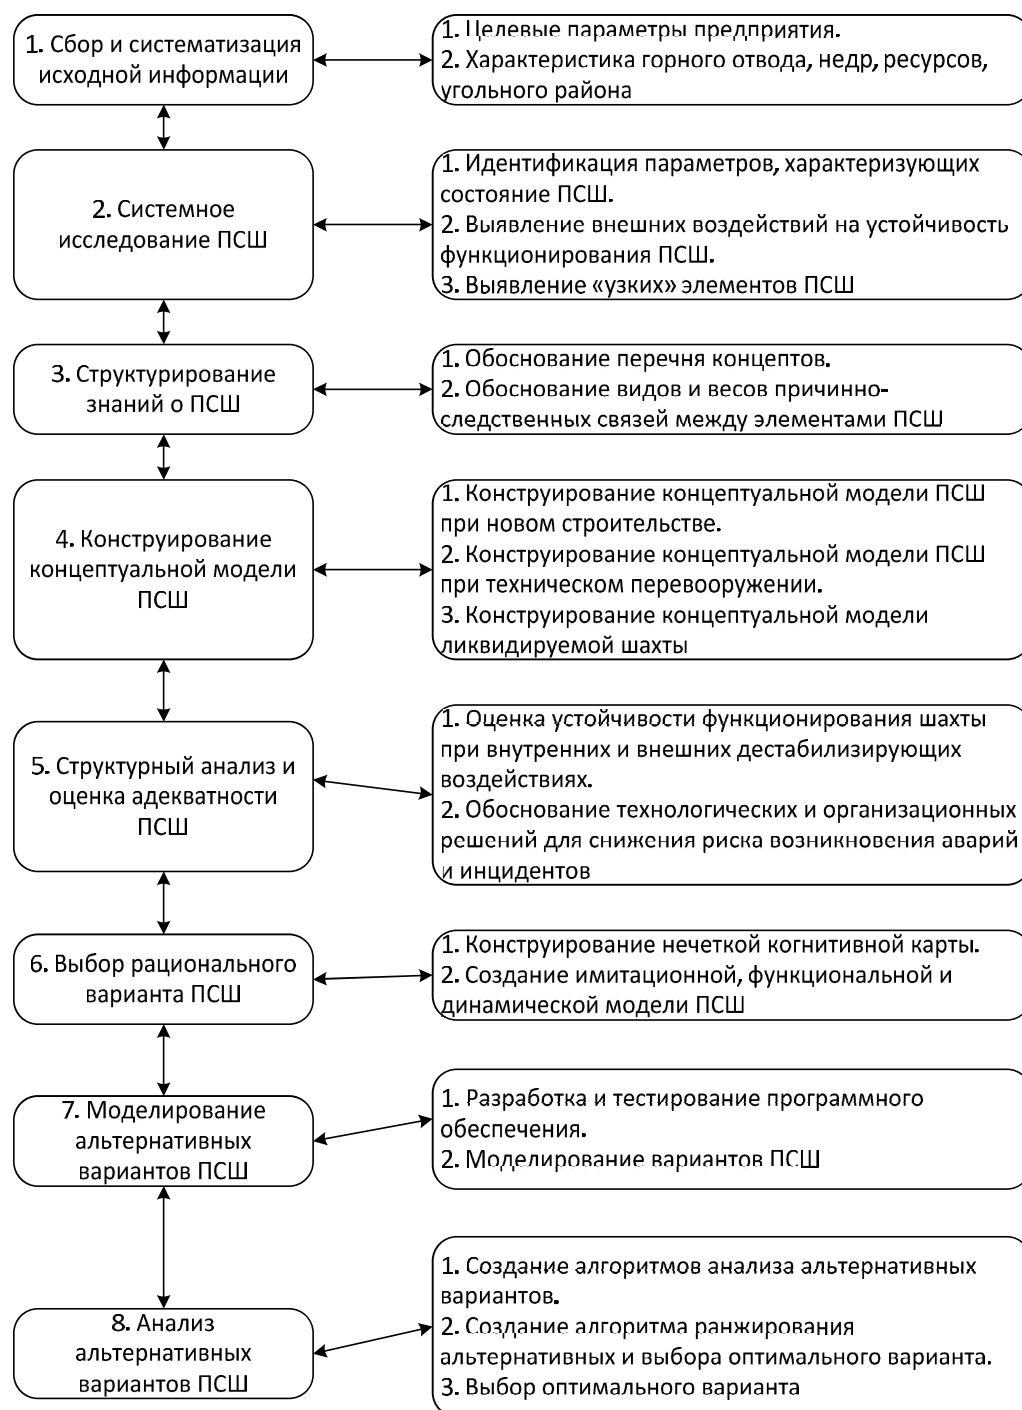 1. Сбор и систематизация
исходной информации
1. Целевые параметры предприятия.
2. Характеристика горного отвода, недр, ресурсов,
угольного района
2. Системное
исследование ПСШ
1. Идентификация параметров, характеризующих
состояние ПСШ.
2. Выявление внешних воздействий на устойчивость
функционирования ПСШ.
3. Выявление «узких» элементов ПСШ
3. Структурирование
знаний о ПСШ
1. Обоснование перечня концептов.
2. Обоснование видов и весов причинно-
следственных связей между элементами ПСШ
4. Конструирование
концептуальной модели
ПСШ
1. Конструирование концептуальной модели ПСШ
при новом строительстве.
2. Конструирование концептуальной модели ПСШ
при техническом перевооружении.
3. Конструирование концептуальной модели
ликвидируемой шахты
5. Структурный анализ и
оценка адекватности
ПСШ
1. Оценка устойчивости функционирования шахты
при внутренних и внешних дестабилизирующих
воздействиях.
2. Обоснование технологических и организационных
решений для снижения риска возникновения аварий
и инцидентов
6. Выбор рационального
варианта ПСШ
1. Конструирование нечеткой когнитивной карты.
2. Создание имитационной, функциональной и
динамической модели ПСШ
7. Моделирование
альтернативных
вариантов ПСШ
1. Разработка и тестирование программного
обеспечения.
2. Моделирование вариантов ПСШ
8. Анализ
альтернативных
вариантов ПСШ
1. Создание алгоритмов анализа альтернативных
вариантов.
2. Создание алгоритма ранжирования
альтернативных и выбора оптимального варианта.
3. Выбор оптимального варианта